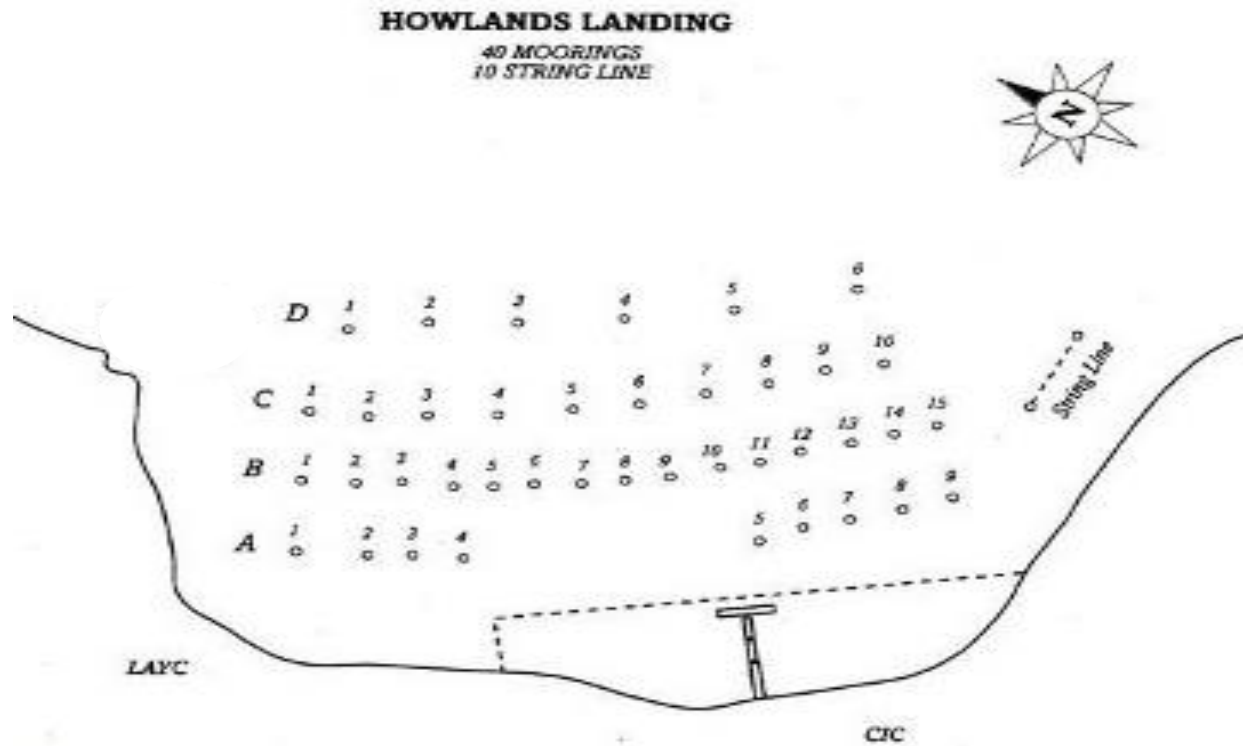 HOWLANDS LANDING
40 MOORINGS
10 STRING LINE
N
D 1 2 3 4 5 6
C 1 2 3 4 5 6 7 8 9 10
B 1 2 3 4 5 6 7 8 9 10 11 12 13 14 15
A 1 2 3 4 5 6 7 8 9
String Line
LAYC
CIC